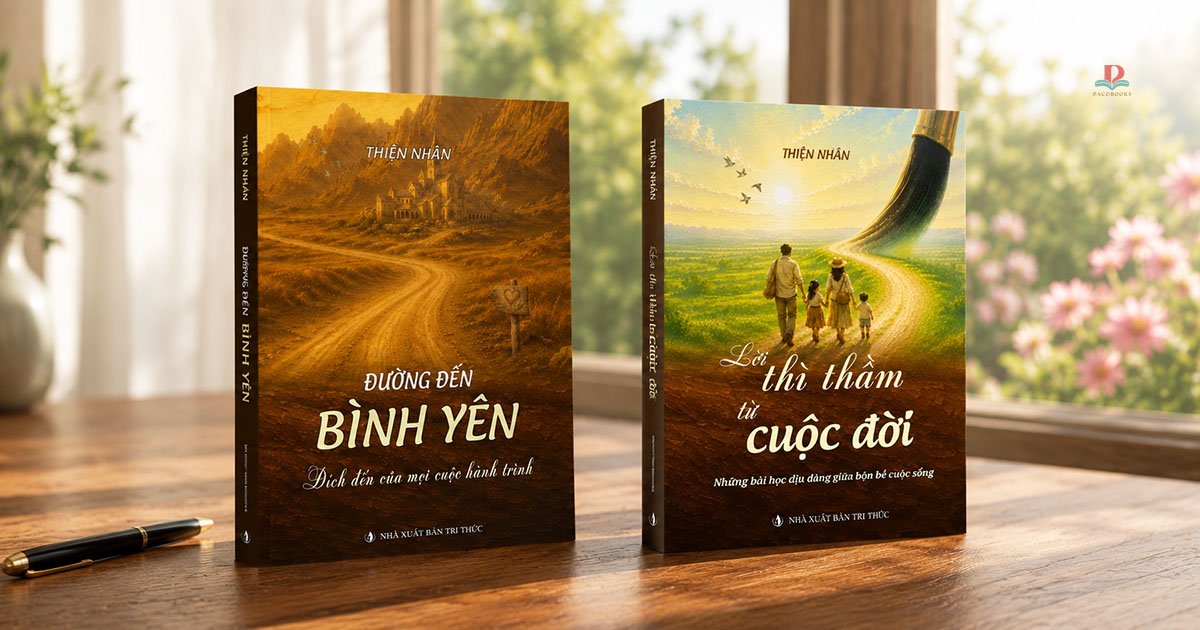 THIỆN NHÂN
ĐƯỜNG ĐẾN BÌNH YÊN
THIỆN NHÂN
ĐƯỜNG ĐẾN
BÌNH YÊN
Đích đến của mọi cuộc hành trình
NHÀ XUẤT BẢN TRI THỨC
THIỆN NHÂN
THIỆN NHÂN
Lời
thì thầm
từ
cuộc đời
Những bài học dịu dàng giữa bộn bề cuộc sống
NHÀ XUẤT BẢN TRI THỨC
PACOBOOKS